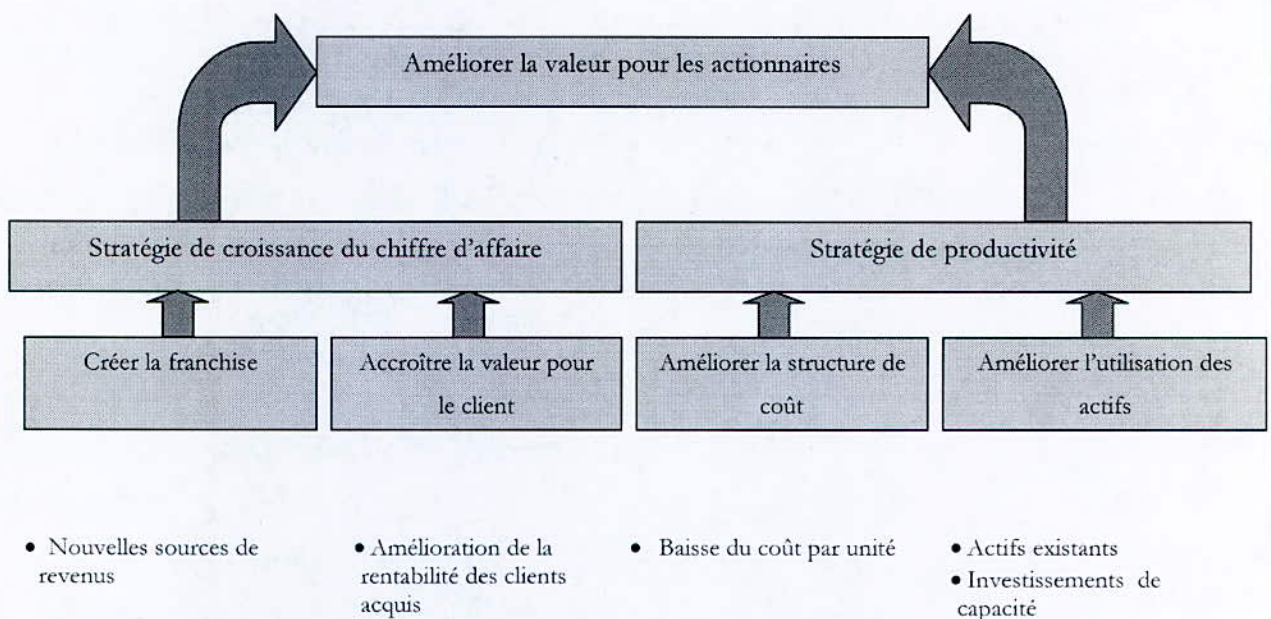 Améliorer la valeur pour les actionnaires
Stratégie de croissance du chiffre d'affaire
Stratégie de productivité
Créer la franchise
Accroître la valeur pour
le client
Améliorer la structure de
coût
Améliorer l'utilisation des
actifs
• Nouvelles sources de
revenus
• Amélioration de la
rentabilité des clients
acquis
• Baisse du coût par unité
• Actifs existants
• Investissements de
capacité